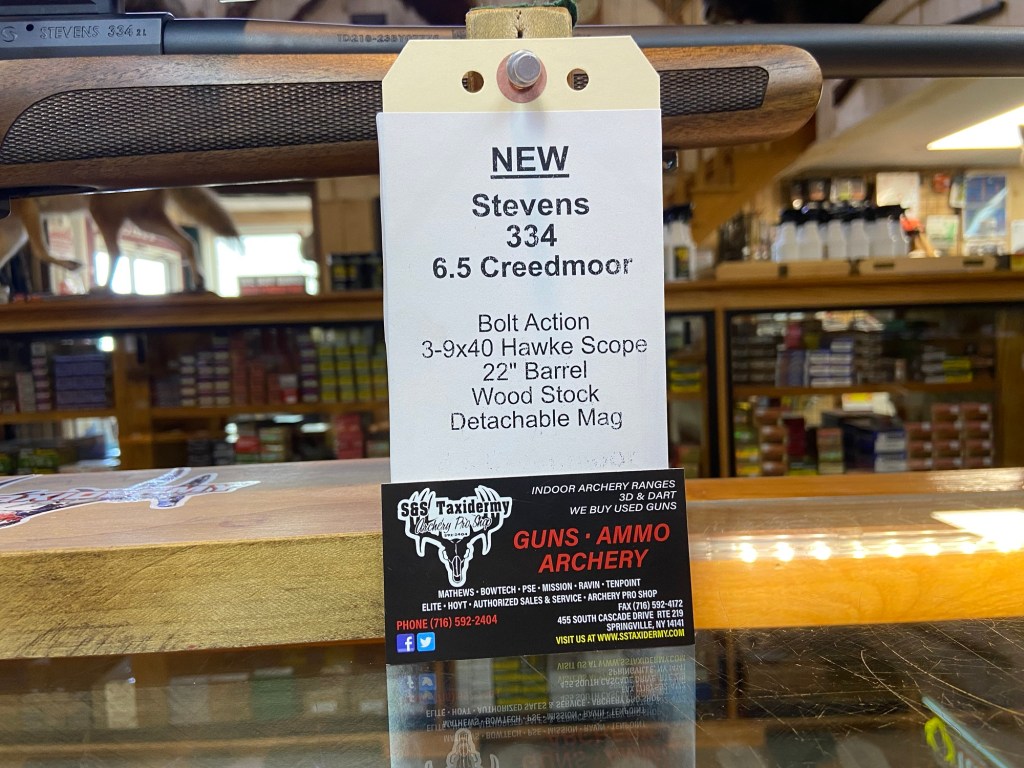 STEVENS 334
NEW
Stevens
334
6.5 Creedmoor
Bolt Action
3-9x40 Hawke Scope
22" Barrel
Wood Stock
Detachable Mag
S&S Taxidermy
Archery Pro Shop
INDOOR ARCHERY RANGES
3D & DART
WE BUY USED GUNS
GUNS · AMMO
ARCHERY
MATHEWS · BOWTECH · PSE · MISSION · RAVIN · TENPOINT
ELITE · HOYT · AUTHORIZED SALES & SERVICE · ARCHERY PRO SHOP
PHONE (716) 592-2404
FAX (716) 592-4172
455 SOUTH CASCADE DRIVE RTE 219
SPRINGVILLE, NY 14141
VISIT US AT WWW.SSTAXIDERMY.COM